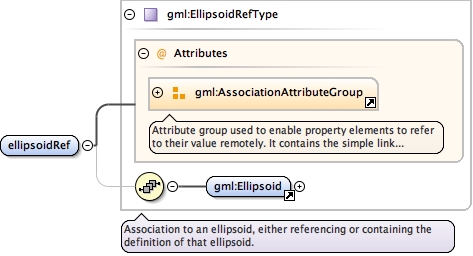 gml:EllipsoidRefType
@ Attributes
gml:AssociationAttributeGroup
Attribute group used to enable property elements to refer
to their value remotely. It contains the simple link...
ellipsoidRef
gml:Ellipsoid
Association to an ellipsoid, either referencing or containing the
definition of that ellipsoid.